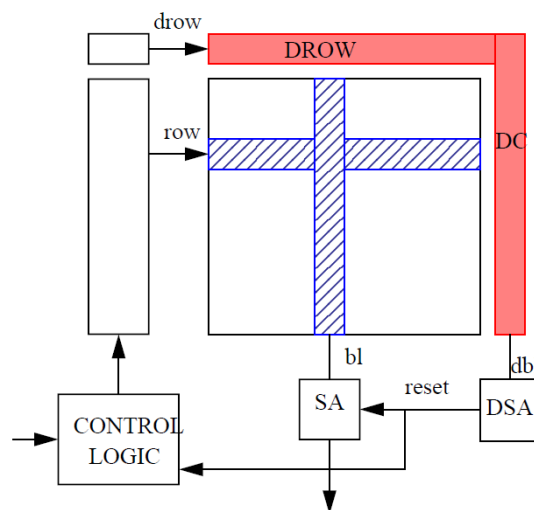 drow
DROW
row
DC
bl
db
reset
SA
DSA
CONTROL
LOGIC